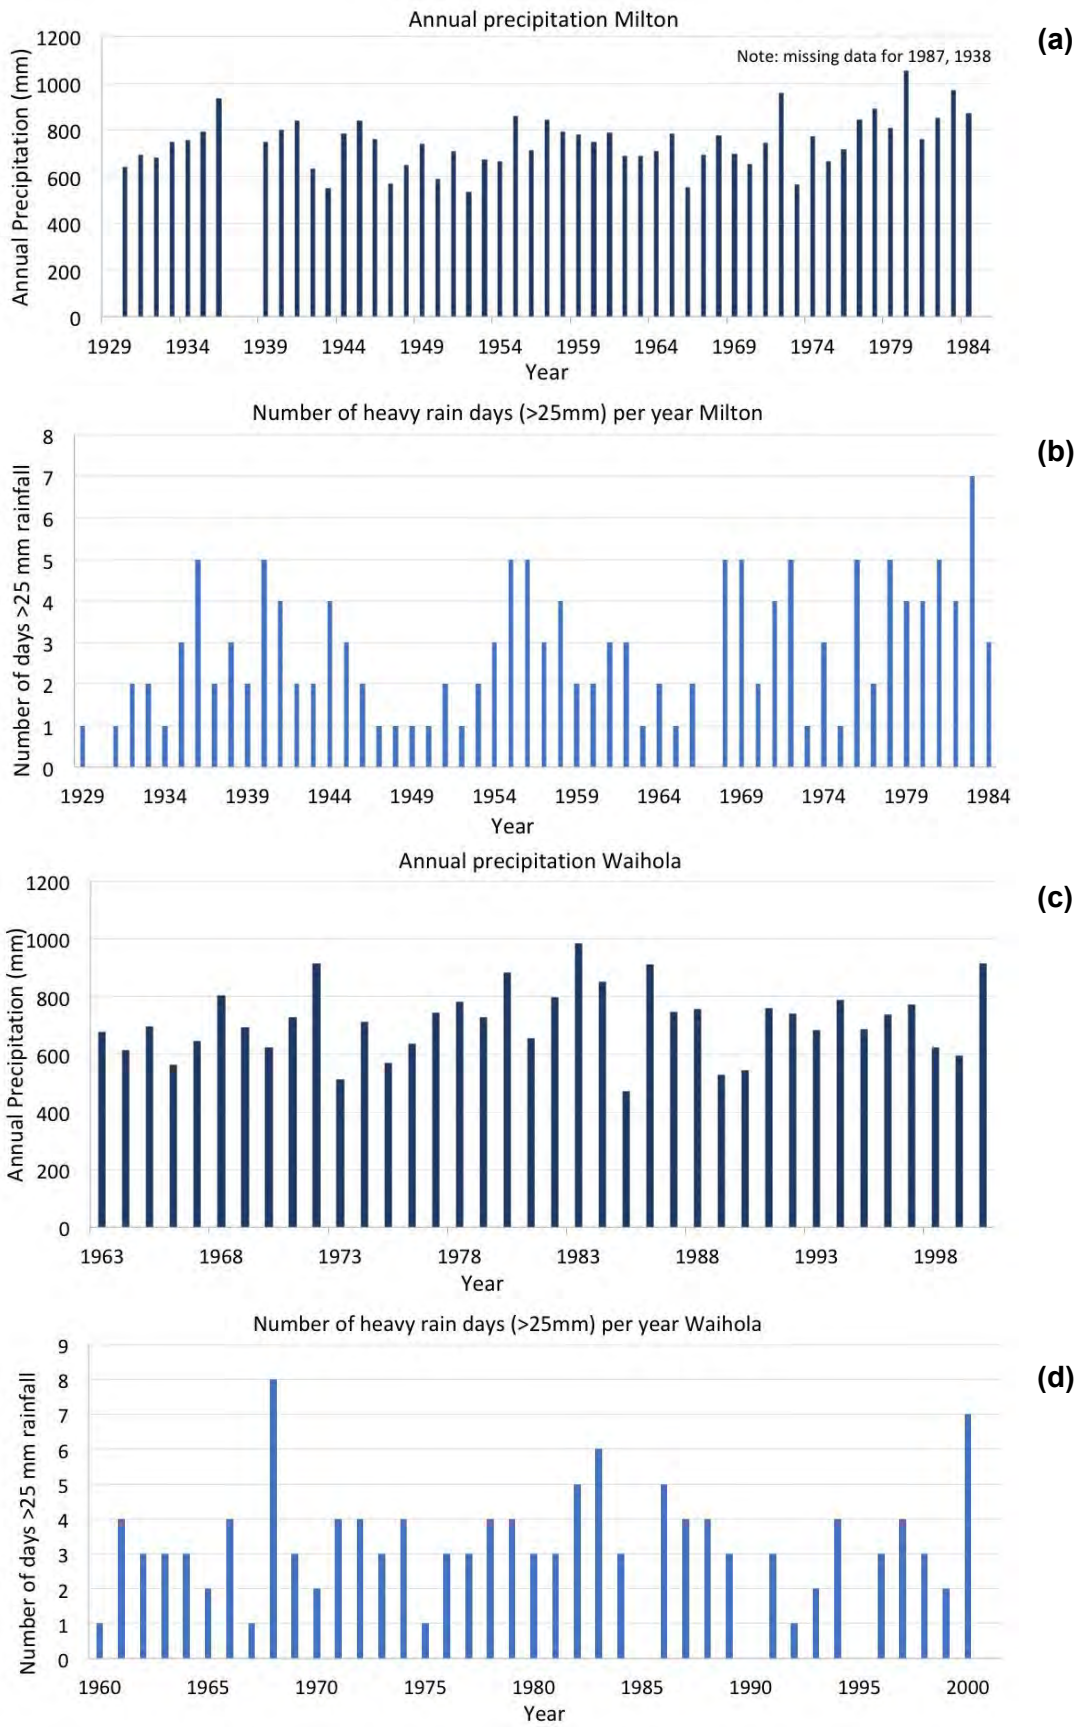 Annual precipitation Milton
(a)
Note: missing data for 1987, 1938
Annual Precipitation (mm)
1200
1000
800
600
400
200
0
1929 1934 1939 1944 1949 1954 1959 1964 1969 1974 1979 1984
Year
Number of heavy rain days (>25mm) per year Milton
(b)
Number of days >25 mm rainfall
8
7
6
5
4
3
2
1
0
1929 1934 1939 1944 1949 1954 1959 1964 1969 1974 1979 1984
Year
Annual precipitation Waihola
(c)
Annual Precipitation (mm)
1200
1000
800
600
400
200
0
1963 1968 1973 1978 1983 1988 1993 1998
Year
Number of heavy rain days (>25mm) per year Waihola
(d)
Number of days >25 mm rainfall
9
8
7
6
5
4
3
2
1
0
1960 1965 1970 1975 1980 1985 1990 1995 2000
Year